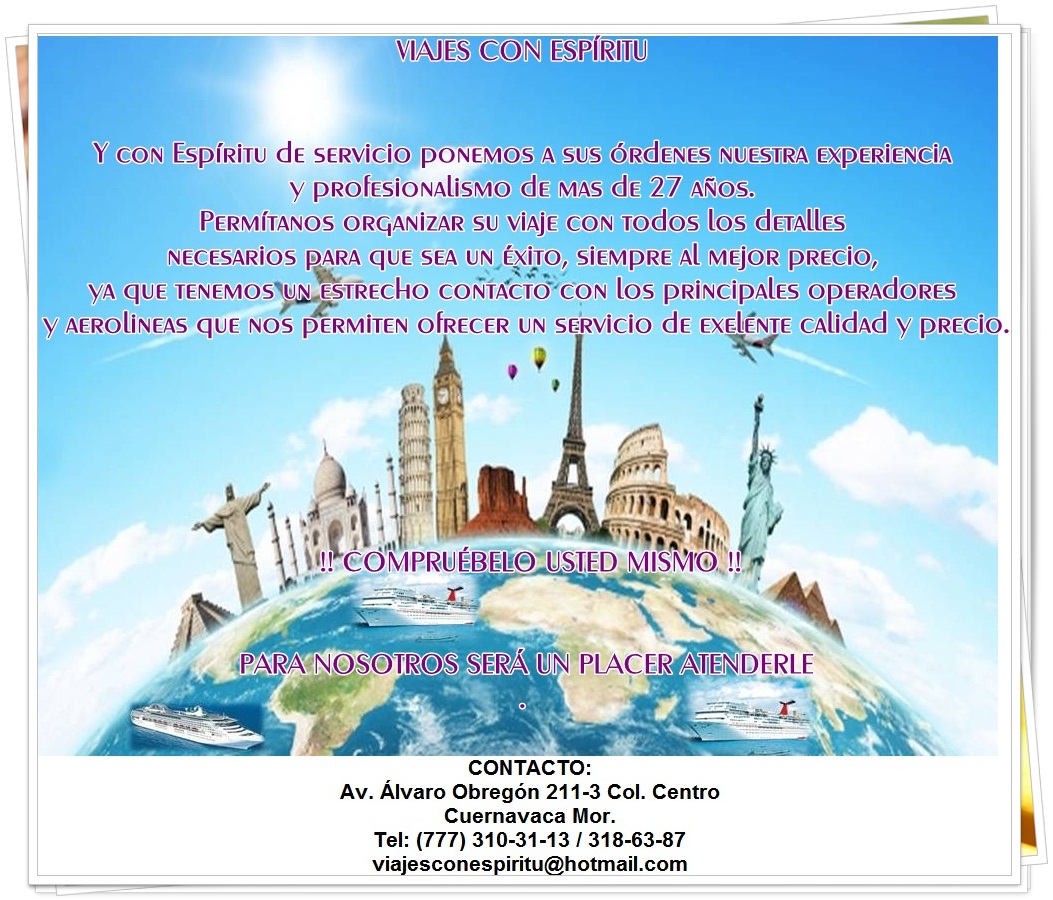 VIAJES CON ESPÍRITU
Y con Espíritu de servicio ponemos a sus órdenes nuestra experiencia
y profesionalismo de mas de 27 años.
Permítanos organizar su viaje con todos los detalles
necesarios para que sea un éxito, siempre al mejor precio,
ya que tenemos un estrecho contacto con los principales operadores
y aerolineas que nos permiten ofrecer un servicio de exelente calidad y precio.
!! COMPRUÉBELO USTED MISMO !!
PARA NOSOTROS SERÁ UN PLACER ATENDERLE
.
CONTACTO:
Av. Álvaro Obregón 211-3 Col. Centro
Cuernavaca Mor.
Tel: (777) 310-31-13 / 318-63-87
viajesconespiritu@hotmail.com